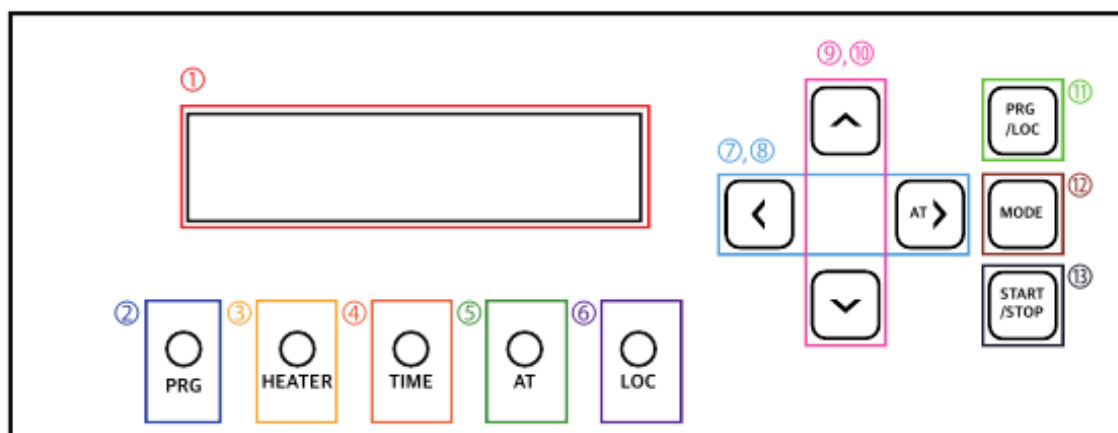 ①
⑨,⑩
PRG
/LOC
⑪
⑦,⑧
AT
MODE
⑫
START
/STOP
⑬
②
PRG
③
HEATER
④
TIME
⑤
AT
⑥
LOC